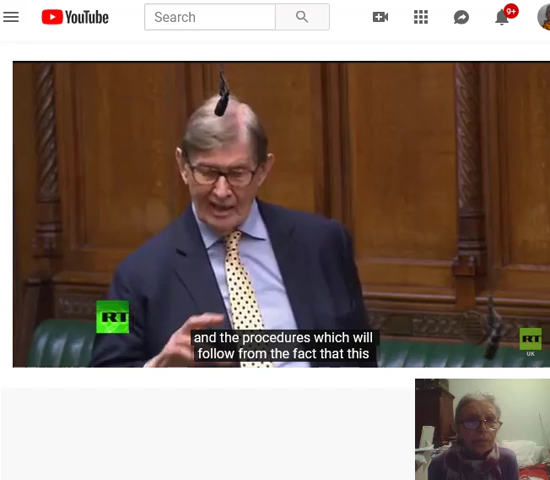 YouTube
Search
9+
RT
and the procedures which will
follow from the fact that this
RT
UK